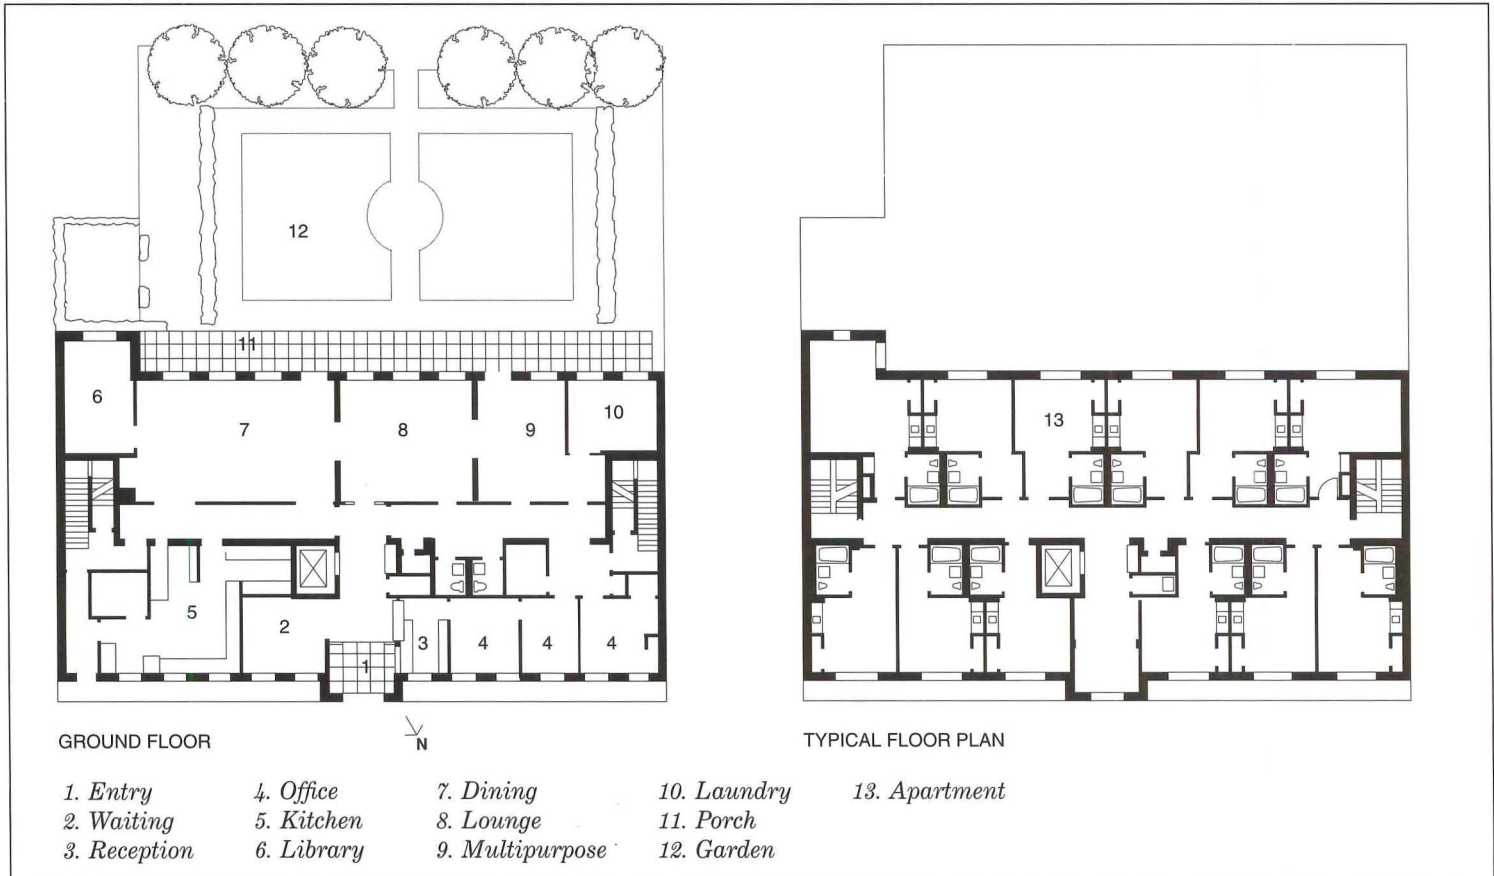 12
11
6
7
8
9
10
13
5
2
3
4
4
4
1
N
GROUND FLOOR
TYPICAL FLOOR PLAN
1. Entry
2. Waiting
3. Reception
4. Office
5. Kitchen
6. Library
7. Dining
8. Lounge
9. Multipurpose
10. Laundry
11. Porch
12. Garden
13. Apartment